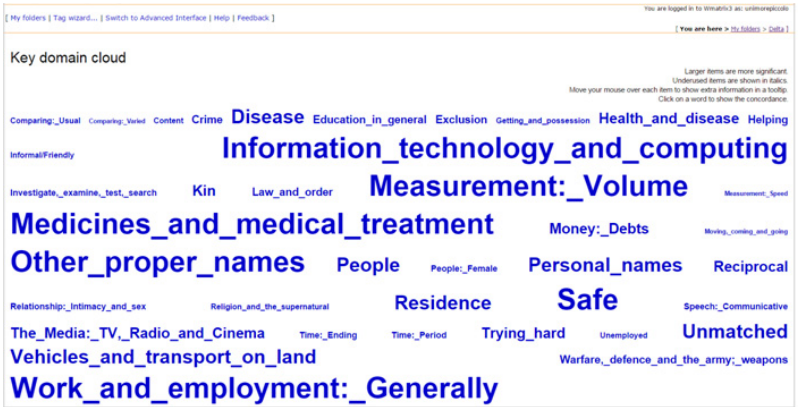 You are logged in to Wmatrix3 as: unimorepiccolo
[ My folders | Tag wizard... | Switch to Advanced Interface | Help | Feedback ]
[ You are here > My folders > Delta ]
Key domain cloud
Larger items are more significant.
Underused items are shown in italics.
Move your mouse over each item to show extra information in a tooltip.
Click on a word to show the concordance.
Comparing:_Usual Comparing:_Varied Content Crime Disease Education_in_general Exclusion Getting_and_possession Health_and_disease Helping
Informal/Friendly Information_technology_and_computing
Investigate,_examine,_test,_search Kin Law_and_order Measurement:_Volume Measurement:_Speed
Medicines_and_medical_treatment Money:_Debts Moving,_coming_and_going
Other_proper_names People People:_Female Personal_names Reciprocal
Relationship:_Intimacy_and_sex Religion_and_the_supernatural Residence Safe Speech:_Communicative
The_Media:_TV,_Radio_and_Cinema Time:_Ending Time:_Period Trying_hard Unemployed Unmatched
Vehicles_and_transport_on_land Warfare,_defence_and_the_army:_weapons
Work_and_employment:_Generally